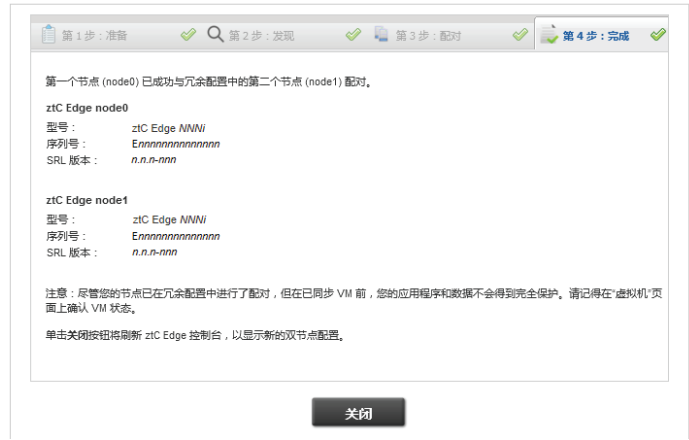 第 1 步：准备
第 2 步：发现
第 3 步：配对
第 4 步：完成
第一个节点 (node0) 已成功与冗余配置中的第二个节点 (node1) 配对。
ztC Edge node0
型号： ztC Edge NNNi
序列号： Ennnnnnnnnnnnnn
SRL 版本： n.n.n-nnn
ztC Edge node1
型号： ztC Edge NNNi
序列号： Ennnnnnnnnnnnnn
SRL 版本： n.n.n-nnn
注意：尽管您的节点已在冗余配置中进行了配对，但在已同步 VM 前，您的应用程序和数据不会得到完全保护。请记得在“虚拟机”页
面上确认 VM 状态。
单击关闭按钮将刷新 ztC Edge 控制台，以显示新的双节点配置。
关闭